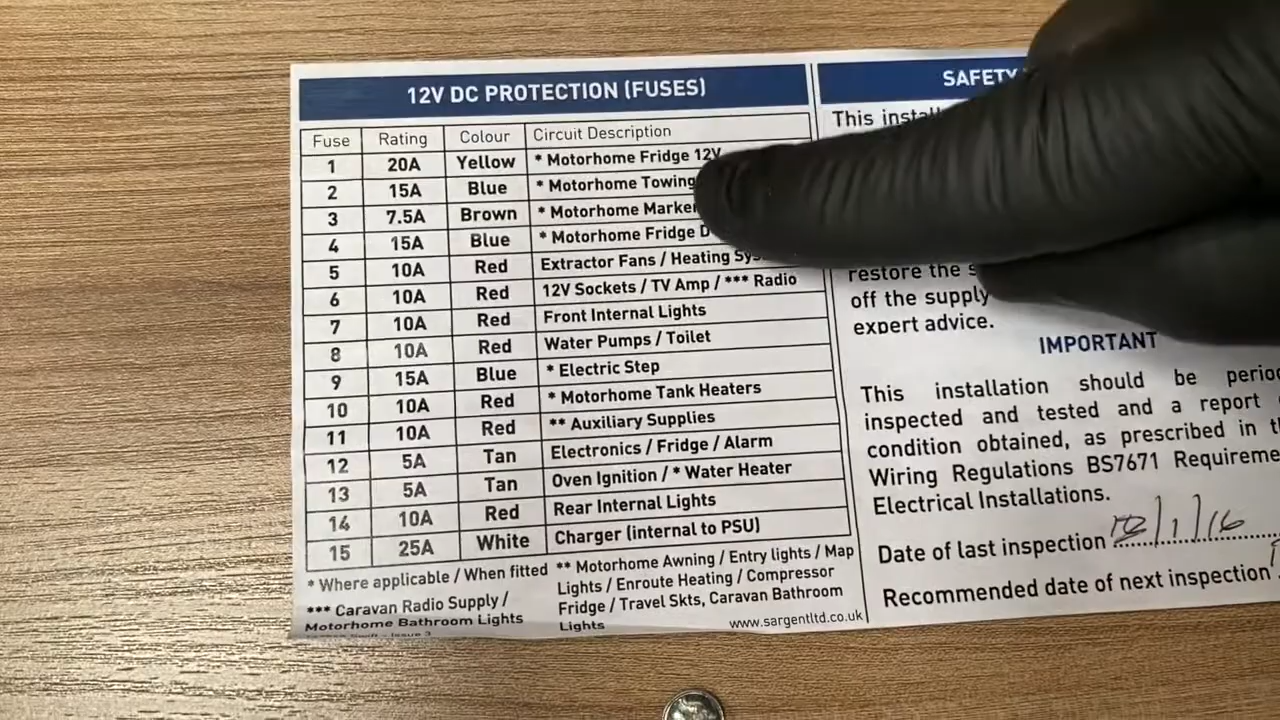 12V DC PROTECTION (FUSES)
Fuse Rating Colour Circuit Description
1 20A Yellow * Motorhome Fridge 12V
2 15A Blue * Motorhome Towing
3 7.5A Brown * Motorhome Marker
4 15A Blue * Motorhome Fridge
5 10A Red Extractor Fans / Heating
6 10A Red 12V Sockets / TV Amp / *** Radio
7 10A Red Front Internal Lights
8 10A Red Water Pumps / Toilet
9 15A Blue * Electric Step
10 10A Red * Motorhome Tank Heaters
11 10A Red ** Auxiliary Supplies
12 5A Tan Electronics / Fridge / Alarm
13 5A Tan Oven Ignition / * Water Heater
14 10A Red Rear Internal Lights
15 25A White Charger (internal to PSU)
* Where applicable / When fitted
*** Caravan Radio Supply /
Motorhome Bathroom Lights
** Motorhome Awning / Entry lights / Map
Lights / Enroute Heating / Compressor
Fridge / Travel Skts, Caravan Bathroom
Lights
www.sargentltd.co.uk
SAFETY
This
restore the
off the supply
expert advice.
IMPORTANT
This installation should be
inspected and tested and a report
condition obtained, as prescribed in
Wiring Regulations BS7671
Electrical Installations.
Date of last inspection
Recommended date of next inspection